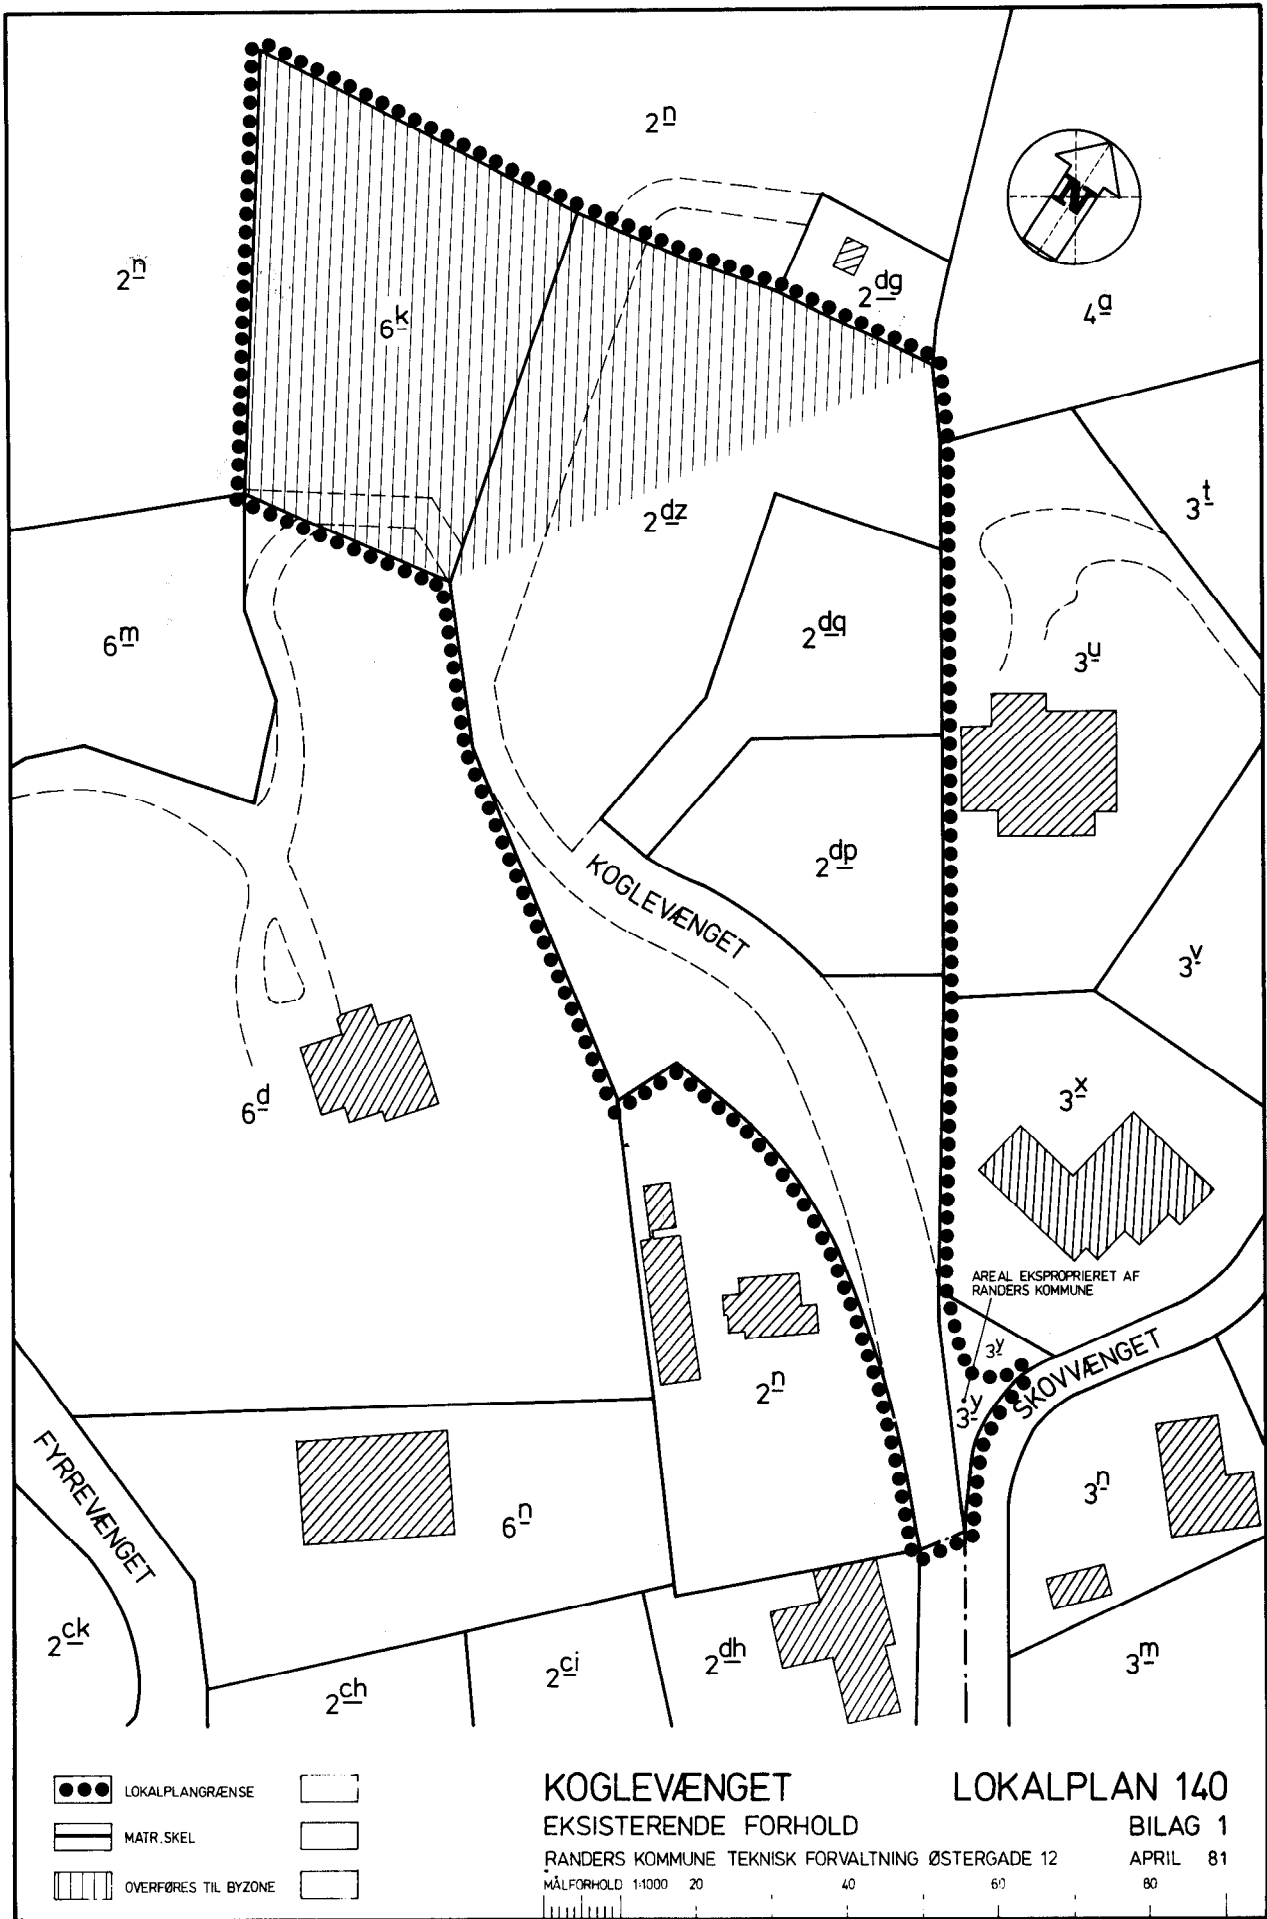 2n
N
2n
6k
2dg
4a
2dz
3t
6m
2dq
3u
2dp
KOGLEVÆNGET
3v
6d
3x
AREAL EKSPROPRIERET AF
RANDERS KOMMUNE
3y
SKOVVÆNGET
2n
3y
FYRREVÆNGET
6n
3n
2ck
2ch
2ci
2dh
3m
LOKALPLANGRÆNSE
MATR.SKEL
OVERFØRES TIL BYZONE
KOGLEVÆNGET LOKALPLAN 140
EKSISTERENDE FORHOLD BILAG 1
RANDERS KOMMUNE TEKNISK FORVALTNING ØSTERGADE 12 APRIL 81
MÅLFORHOLD 1:1000 20 40 60 80